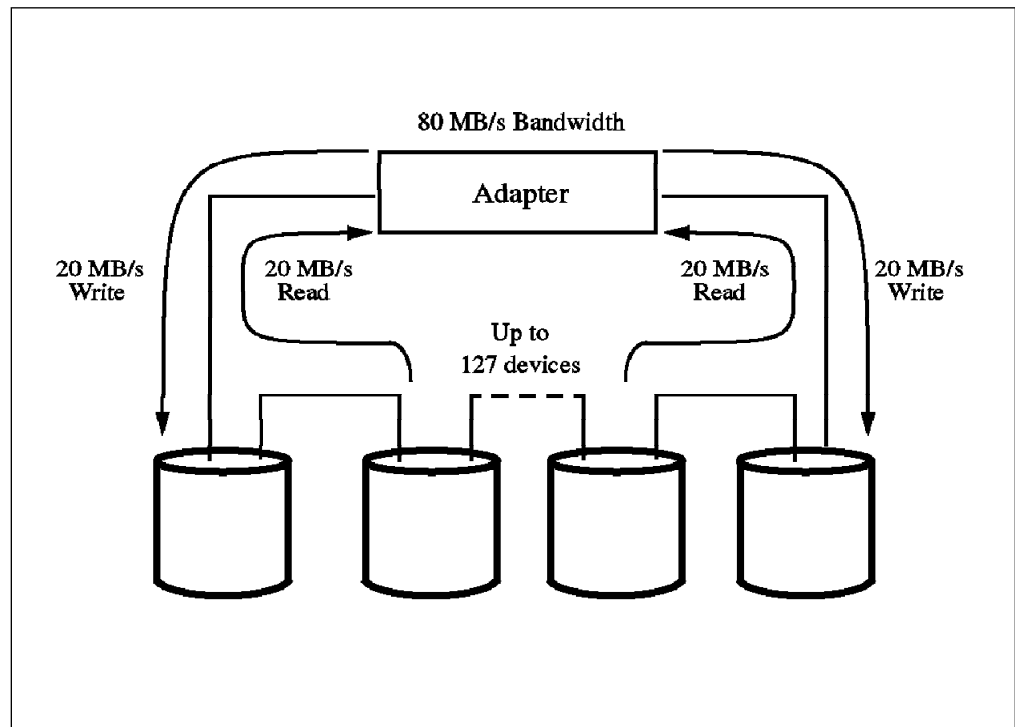 80 MB/s Bandwidth
Adapter
20 MB/s
Write
20 MB/s
Read
20 MB/s
Read
20 MB/s
Write
Up to
127 devices